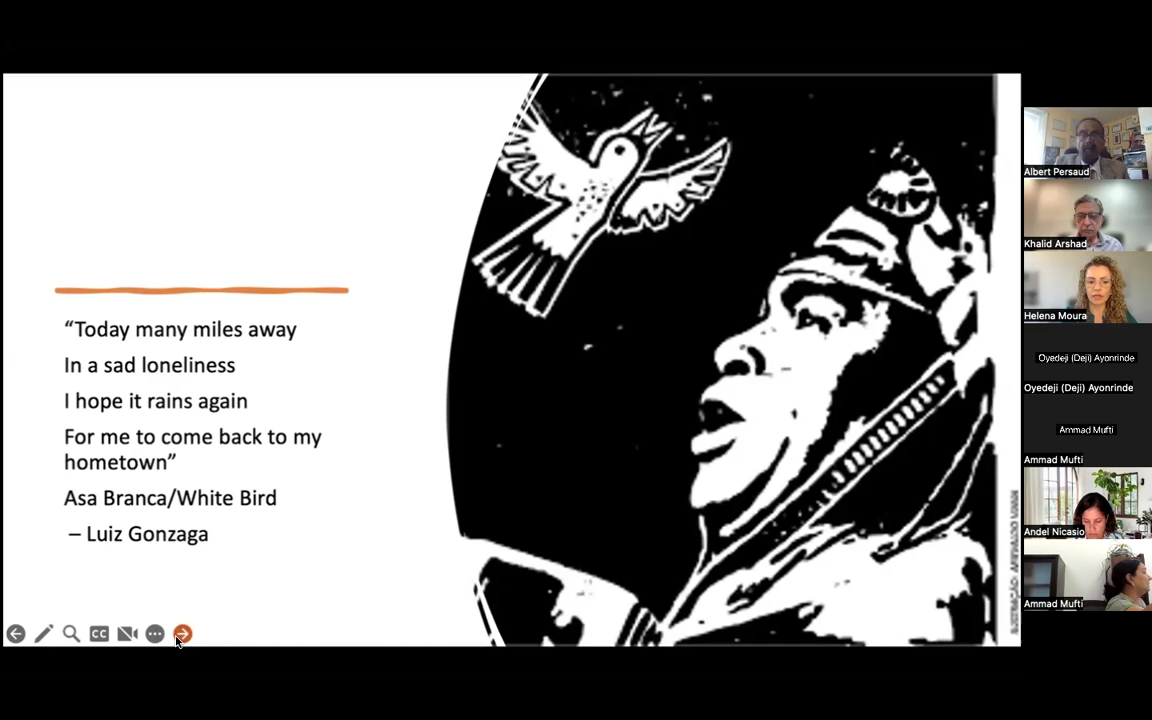 “Today many miles away
In a sad loneliness
I hope it rains again
For me to come back to my
hometown”
Asa Branca/White Bird
– Luiz Gonzaga
CC
Albert Persaud
Khalid Arshad
Helena Moura
Oyedeji (Deji) Ayonrinde
Oyedeji (Deji) Ayonrinde
Ammad Mufti
Ammad Mufti
Andel Nicasio
Ammad Mufti